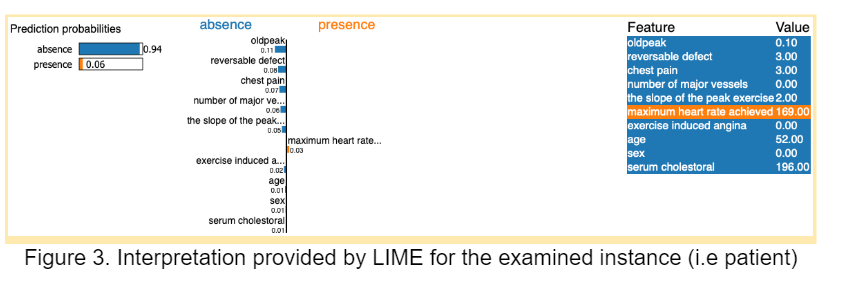 Prediction probabilities
absence 0.94
presence 0.06
absence presence
oldpeak
0.11
reversable defect
0.08
chest pain
0.07
number of major ve...
0.06
the slope of the peak...
0.05
maximum heart rate...
0.03
exercise induced a...
0.02
age
0.01
sex
0.01
serum cholestoral
0.01
Feature Value
oldpeak 0.10
reversable defect 3.00
chest pain 3.00
number of major vessels 0.00
the slope of the peak exercise 2.00
maximum heart rate achieved 169.00
exercise induced angina 0.00
age 52.00
sex 0.00
serum cholestoral 196.00
Figure 3. Interpretation provided by LIME for the examined instance (i.e patient)